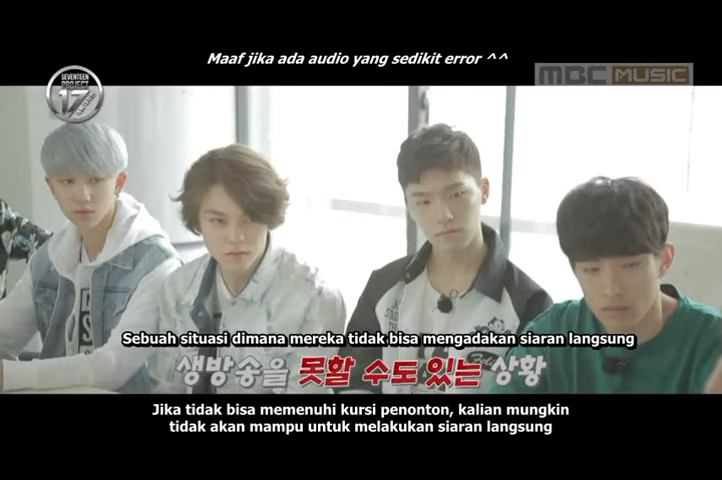 Maaf jika ada audio yang sedikit error ^^
MBC MUSIC
SEVENTEEN
PROJECT
17
Sebuah situasi dimana mereka tidak bisa mengadakan siaran langsung
생방송을 못할 수도 있는 상황
Jika tidak bisa memenuhi kursi penonton, kalian mungkin
tidak akan mampu untuk melakukan siaran langsung